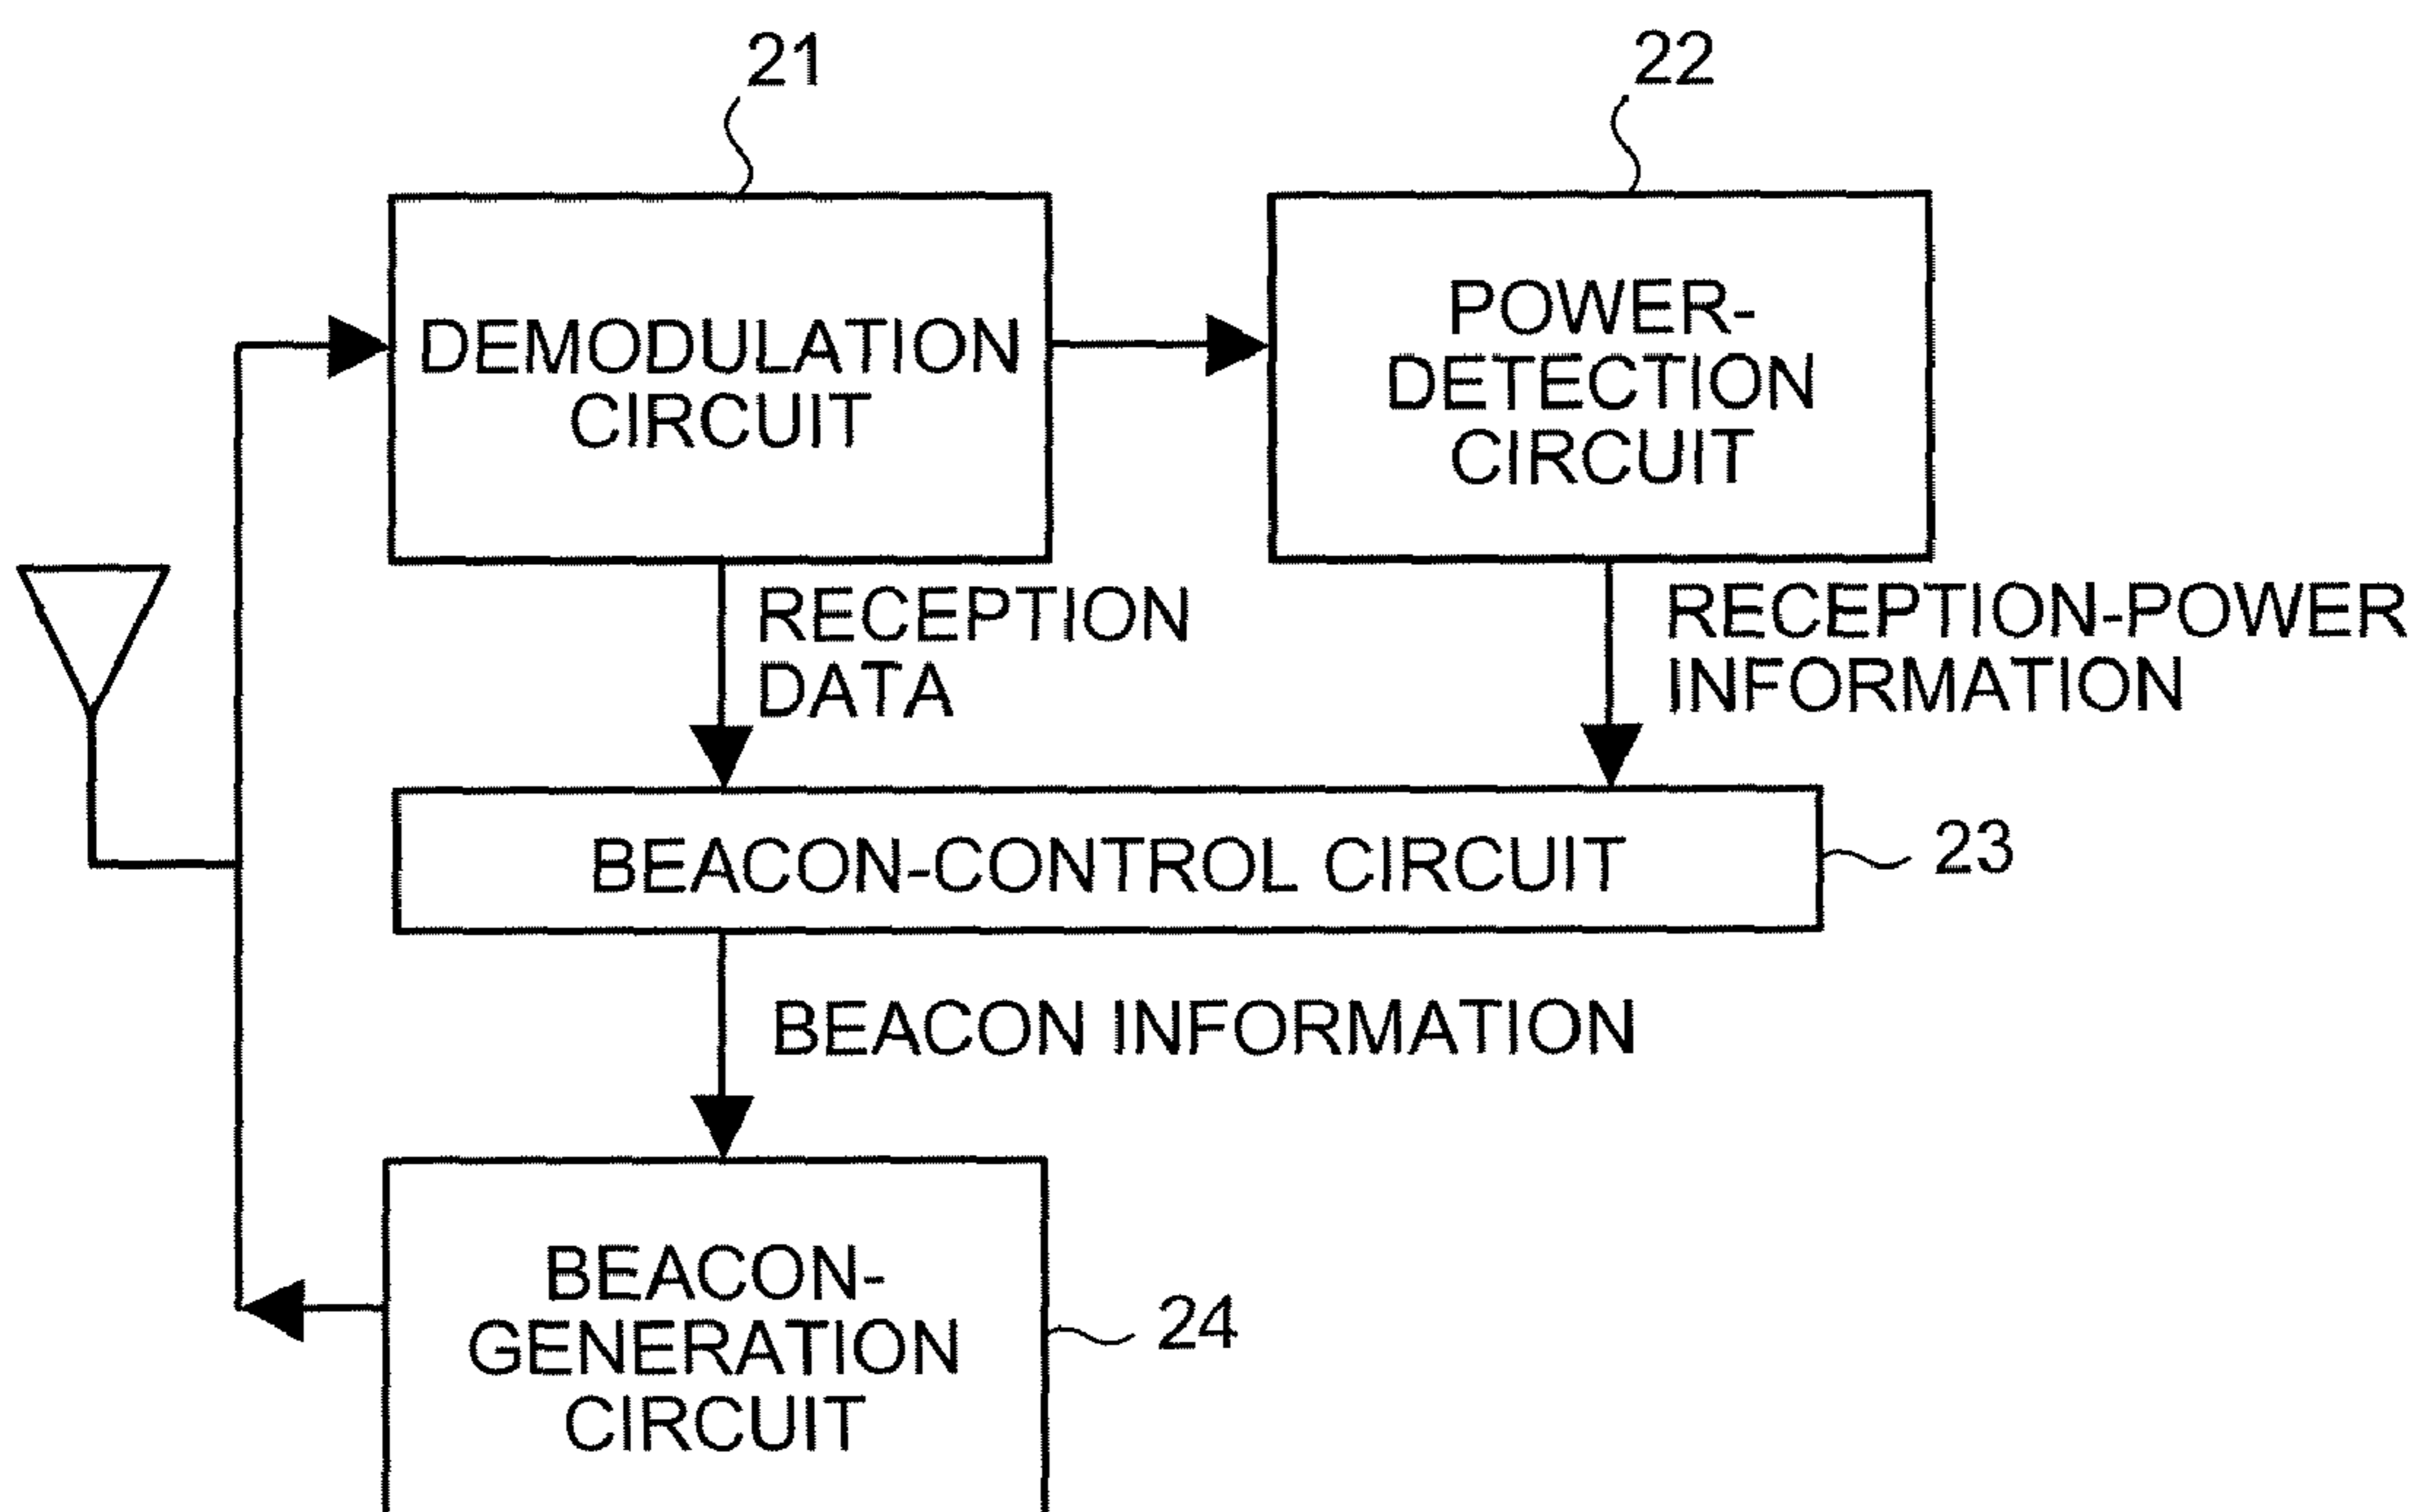 21
22
DEMODULATION
CIRCUIT
POWER-
DETECTION
CIRCUIT
RECEPTION
DATA
RECEPTION-POWER
INFORMATION
BEACON-CONTROL CIRCUIT
23
BEACON INFORMATION
BEACON-
GENERATION
CIRCUIT
24